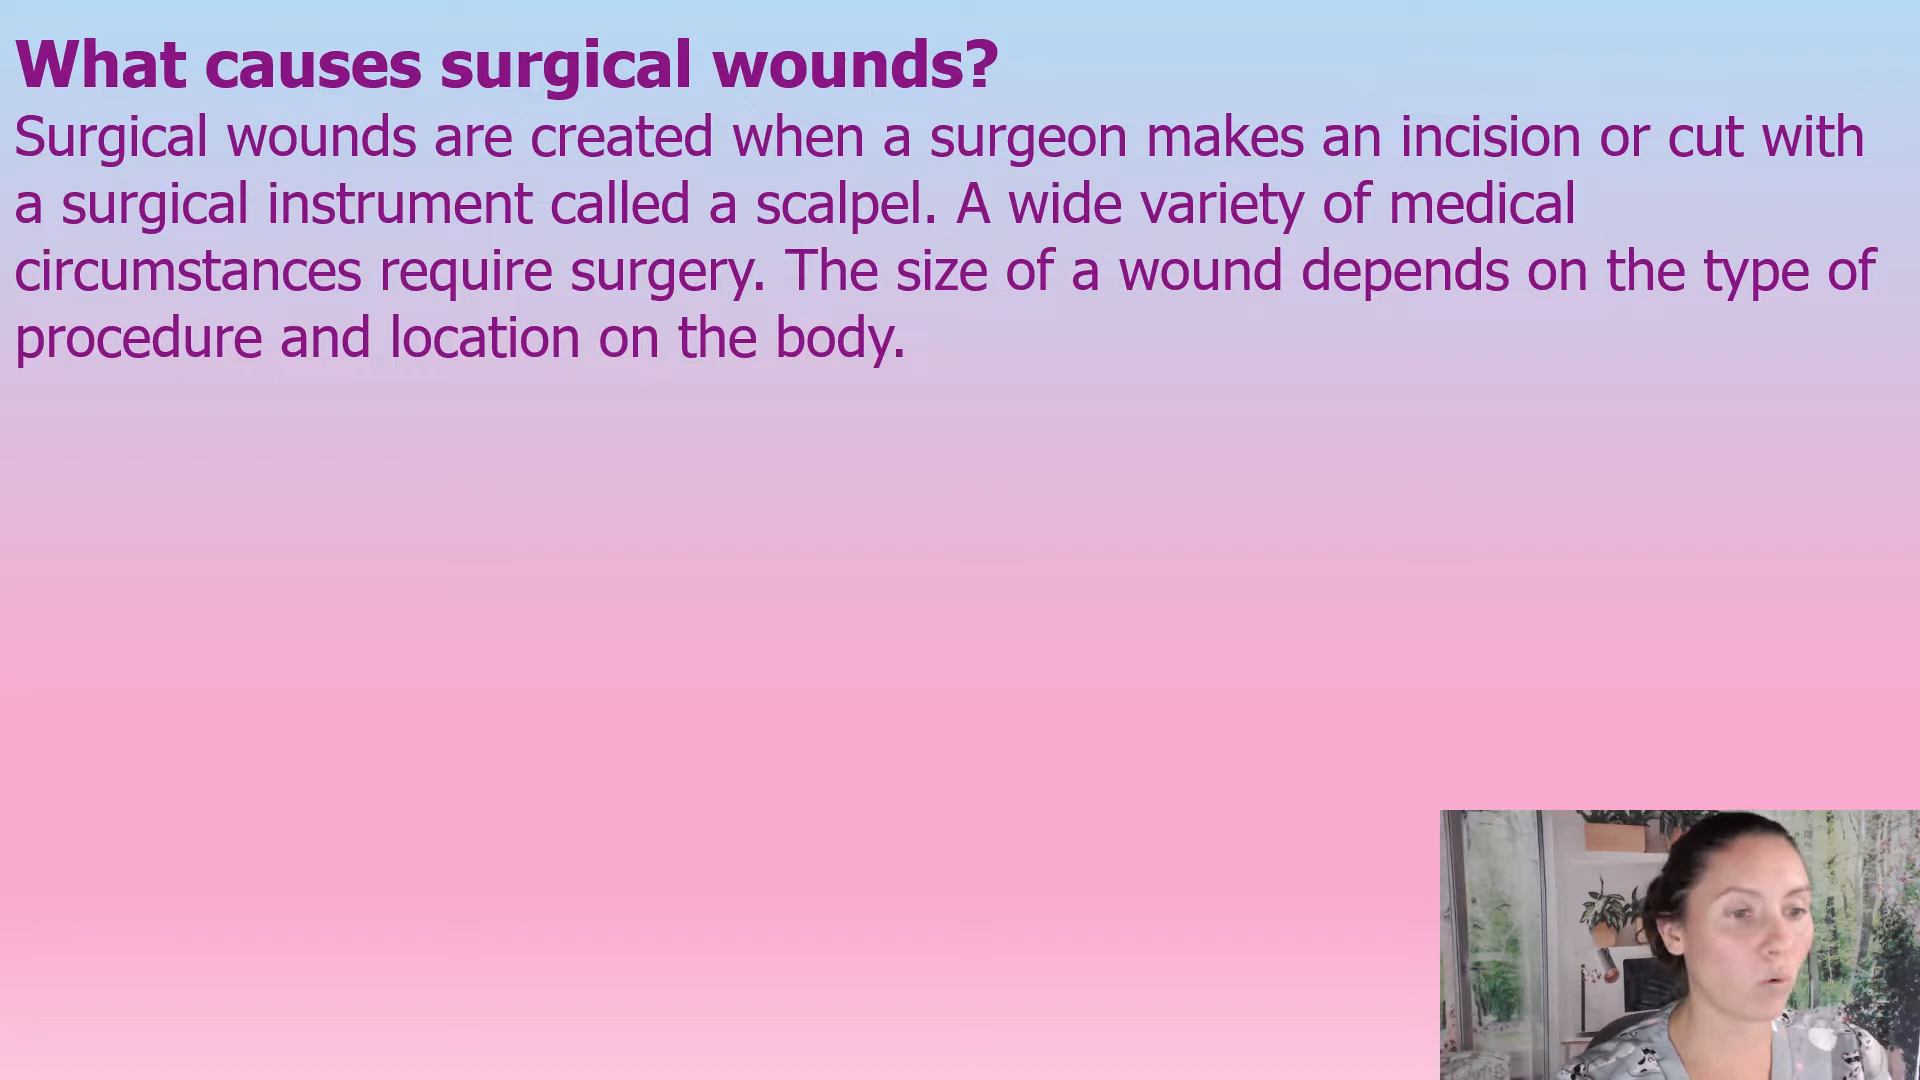 What causes surgical wounds?
Surgical wounds are created when a surgeon makes an incision or cut with
a surgical instrument called a scalpel. A wide variety of medical
circumstances require surgery. The size of a wound depends on the type of
procedure and location on the body.